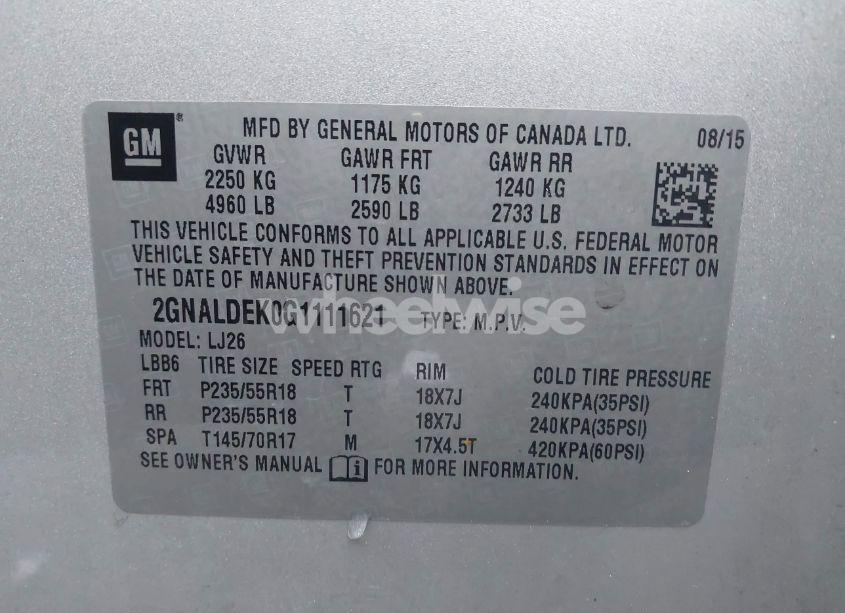 GM
MFD BY GENERAL MOTORS OF CANADA LTD. 08/15
GVWR GAWR FRT GAWR RR
2250 KG 1175 KG 1240 KG
4960 LB 2590 LB 2733 LB
THIS VEHICLE CONFORMS TO ALL APPLICABLE U.S. FEDERAL MOTOR
VEHICLE SAFETY AND THEFT PREVENTION STANDARDS IN EFFECT ON
THE DATE OF MANUFACTURE SHOWN ABOVE.
2GNALDEK0G1111621 TYPE: M.P.V.
wheelwise
MODEL: LJ26
LBB6 TIRE SIZE SPEED RTG RIM COLD TIRE PRESSURE
FRT P235/55R18 T 18X7J 240KPA(35PSI)
RR P235/55R18 T 18X7J 240KPA(35PSI)
SPA T145/70R17 M 17X4.5T 420KPA(60PSI)
SEE OWNER'S MANUAL i FOR MORE INFORMATION.